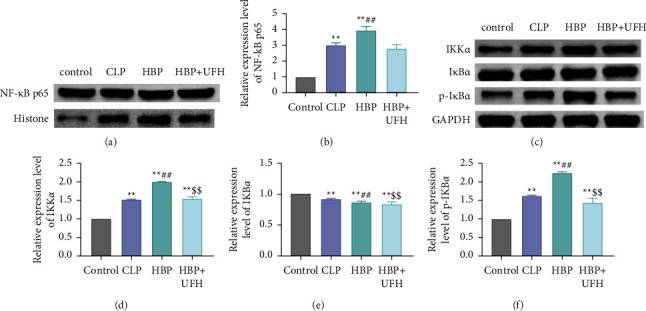 control CLP HBP HBP+UFH
NF-κB p65
Histone
(a)
Relative expression level
of NF-kB p65
5
4
3
2
1
0
** **##
Control CLP HBP HBP+
UFH
(b)
control CLP HBP HBP+UFH
IKKα
IκBα
p-IκBα
GAPDH
(c)
Relative expression level
of IKKα
2.5
2.0
1.5
1.0
0.5
0.0
** **## **$$
Control CLP HBP HBP+
UFH
(d)
Relative expression
level of IKBα
1.5
1.0
0.5
0.0
** **## **$$
Control CLP HBP HBP+
UFH
(e)
Relative expression
level of p-IKBα
2.5
2.0
1.5
1.0
0.5
0.0
** **## **$$
Control CLP HBP HBP+
UFH
(f)